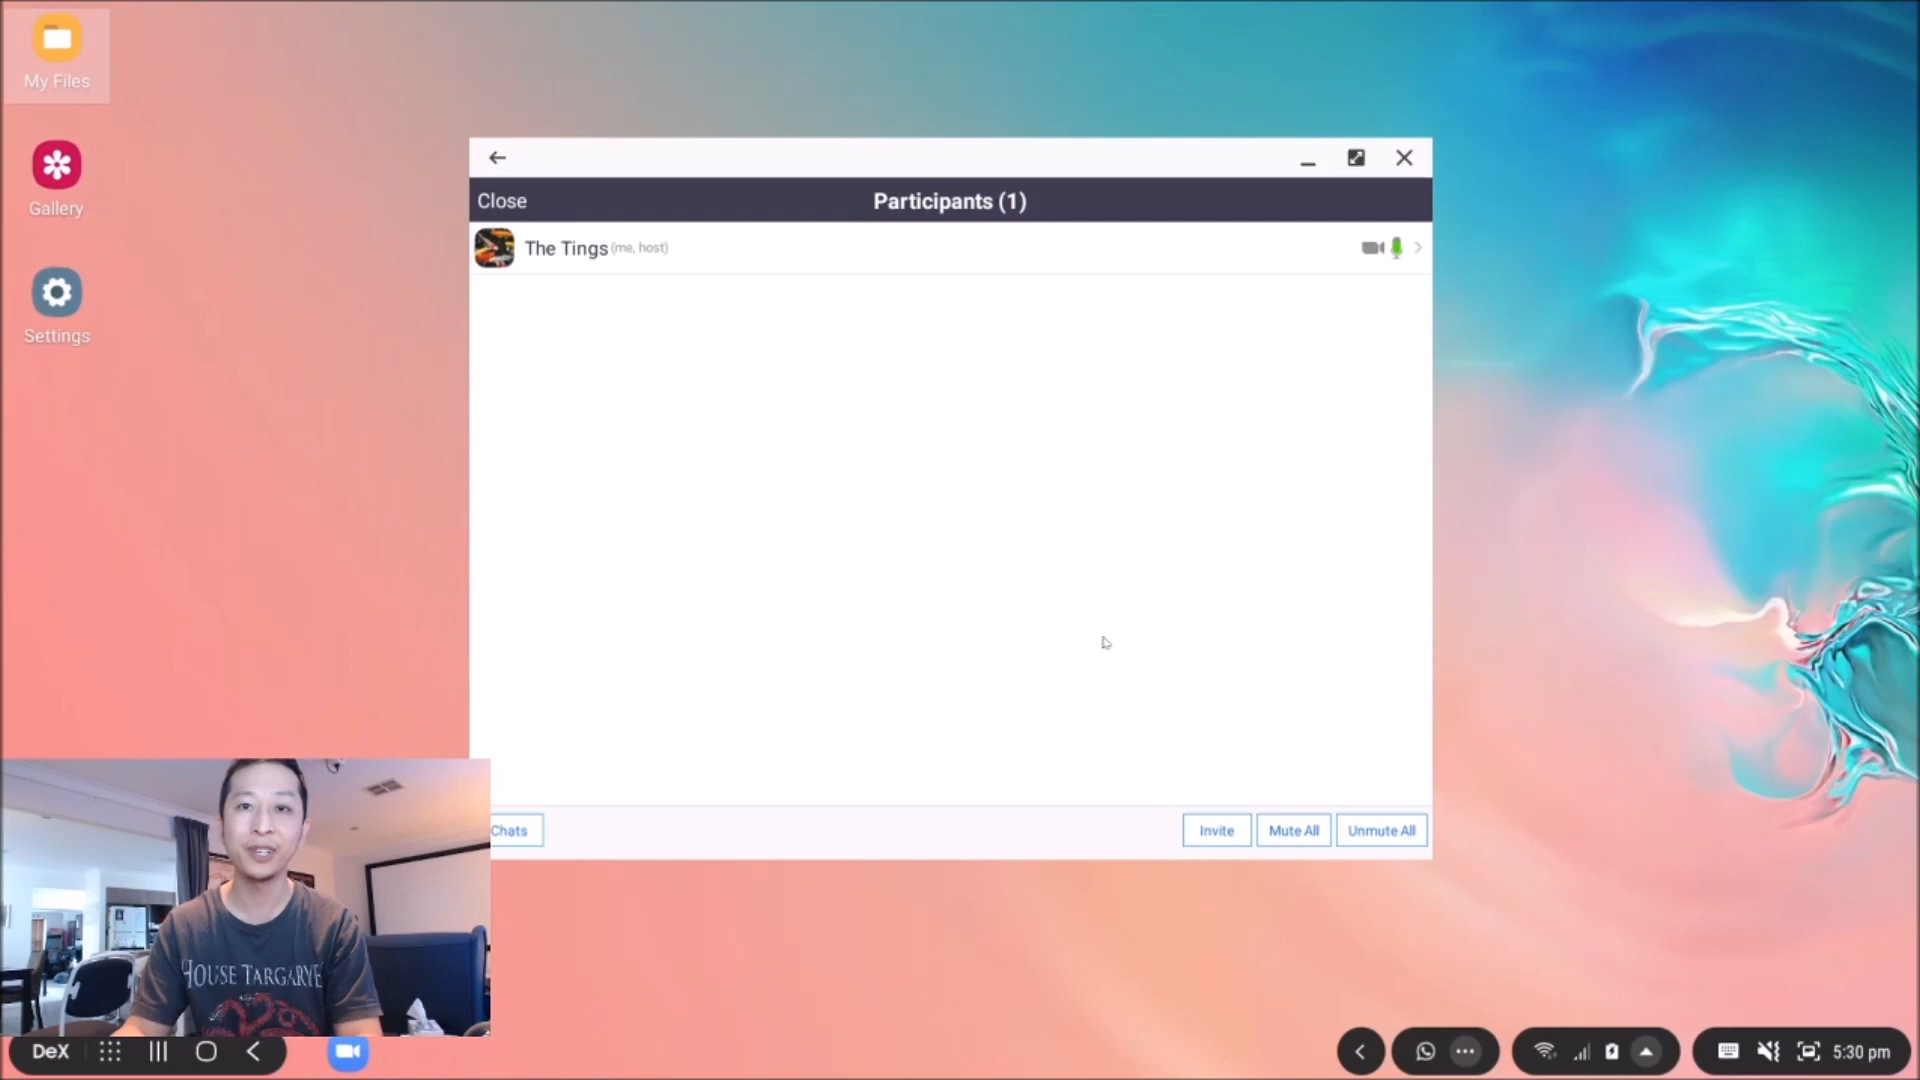 My Files
Gallery
Settings
Close
Participants (1)
The Tings (me, host)
Chats
Invite
Mute All
Unmute All
HOUSE TARGARYE
DeX
5:30 pm